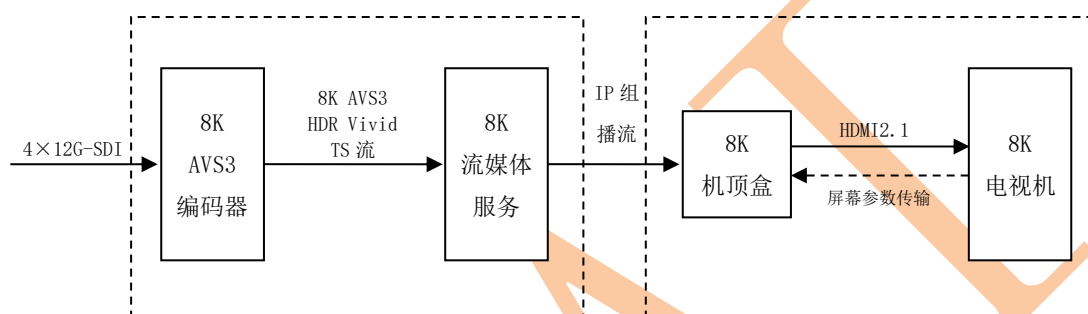 4×12G-SDI
8K
AVS3
编码器
8K AVS3
HDR Vivid
TS 流
8K
流媒体
服务
IP 组
播流
8K
机顶盒
HDMI2.1
屏幕参数传输
8K
电视机